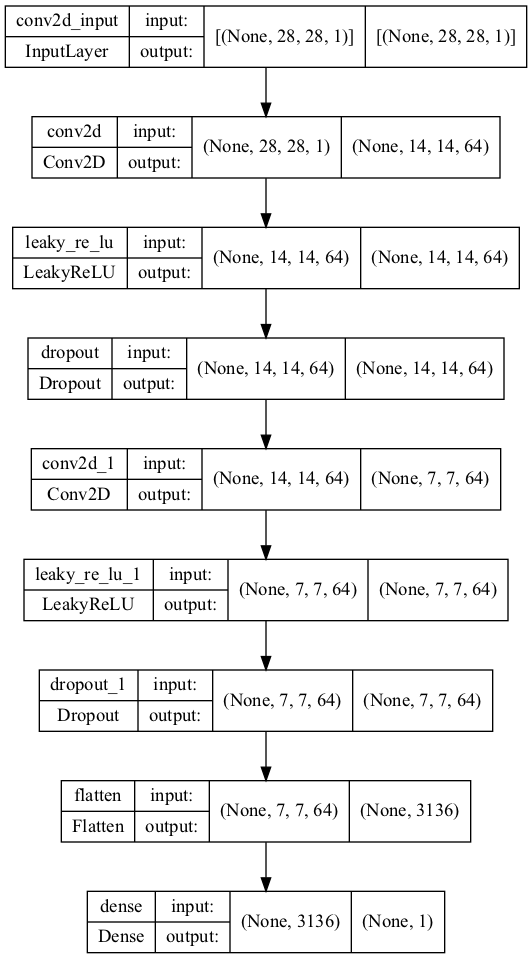 conv2d_input input: [(None, 28, 28, 1)] [(None, 28, 28, 1)]
InputLayer output:
conv2d input: (None, 28, 28, 1) (None, 14, 14, 64)
Conv2D output:
leaky_re_lu input: (None, 14, 14, 64) (None, 14, 14, 64)
LeakyReLU output:
dropout input: (None, 14, 14, 64) (None, 14, 14, 64)
Dropout output:
conv2d_1 input: (None, 14, 14, 64) (None, 7, 7, 64)
Conv2D output:
leaky_re_lu_1 input: (None, 7, 7, 64) (None, 7, 7, 64)
LeakyReLU output:
dropout_1 input: (None, 7, 7, 64) (None, 7, 7, 64)
Dropout output:
flatten input: (None, 7, 7, 64) (None, 3136)
Flatten output:
dense input: (None, 3136) (None, 1)
Dense output: